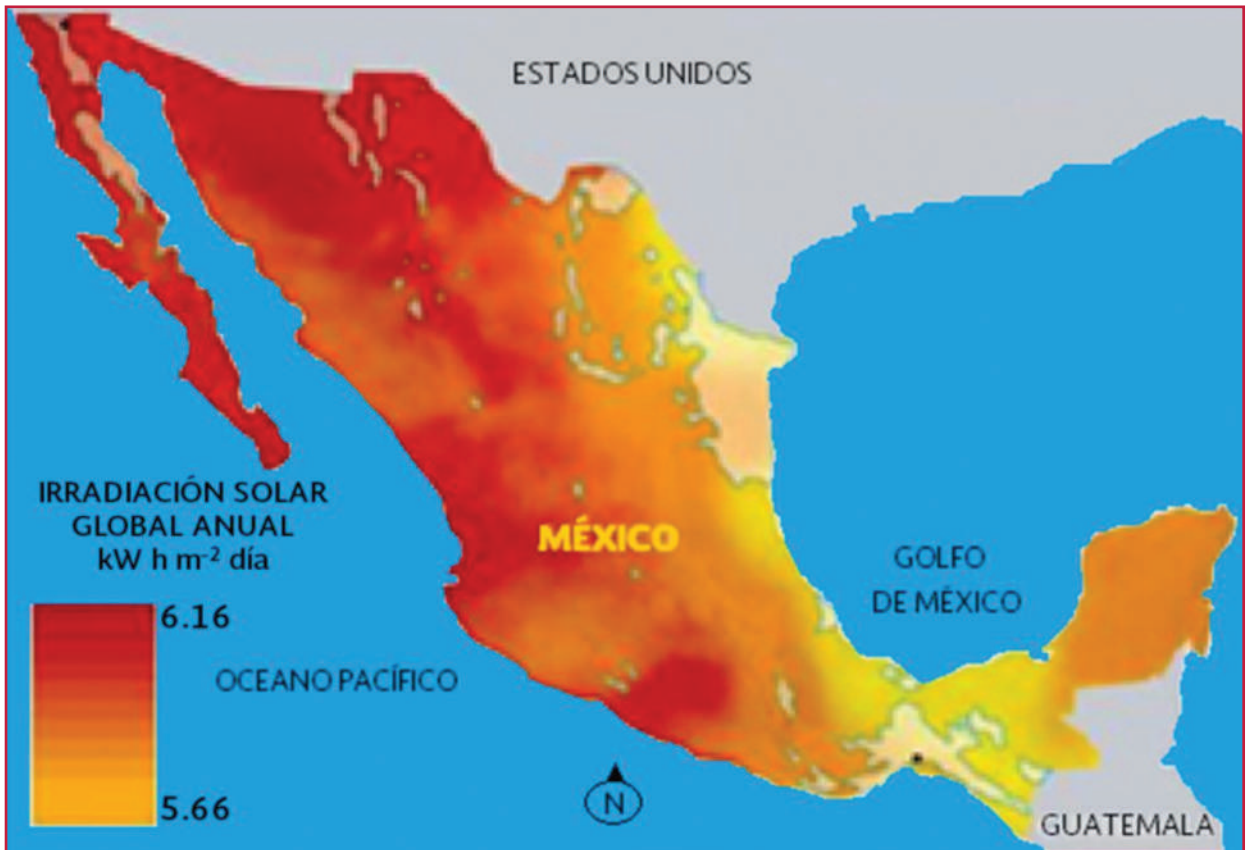 ESTADOS UNIDOS
IRRADIACIÓN SOLAR
GLOBAL ANUAL
kW h m⁻² día
6.16
5.66
MÉXICO
GOLFO
DE MÉXICO
OCEANO PACÍFICO
N
GUATEMALA